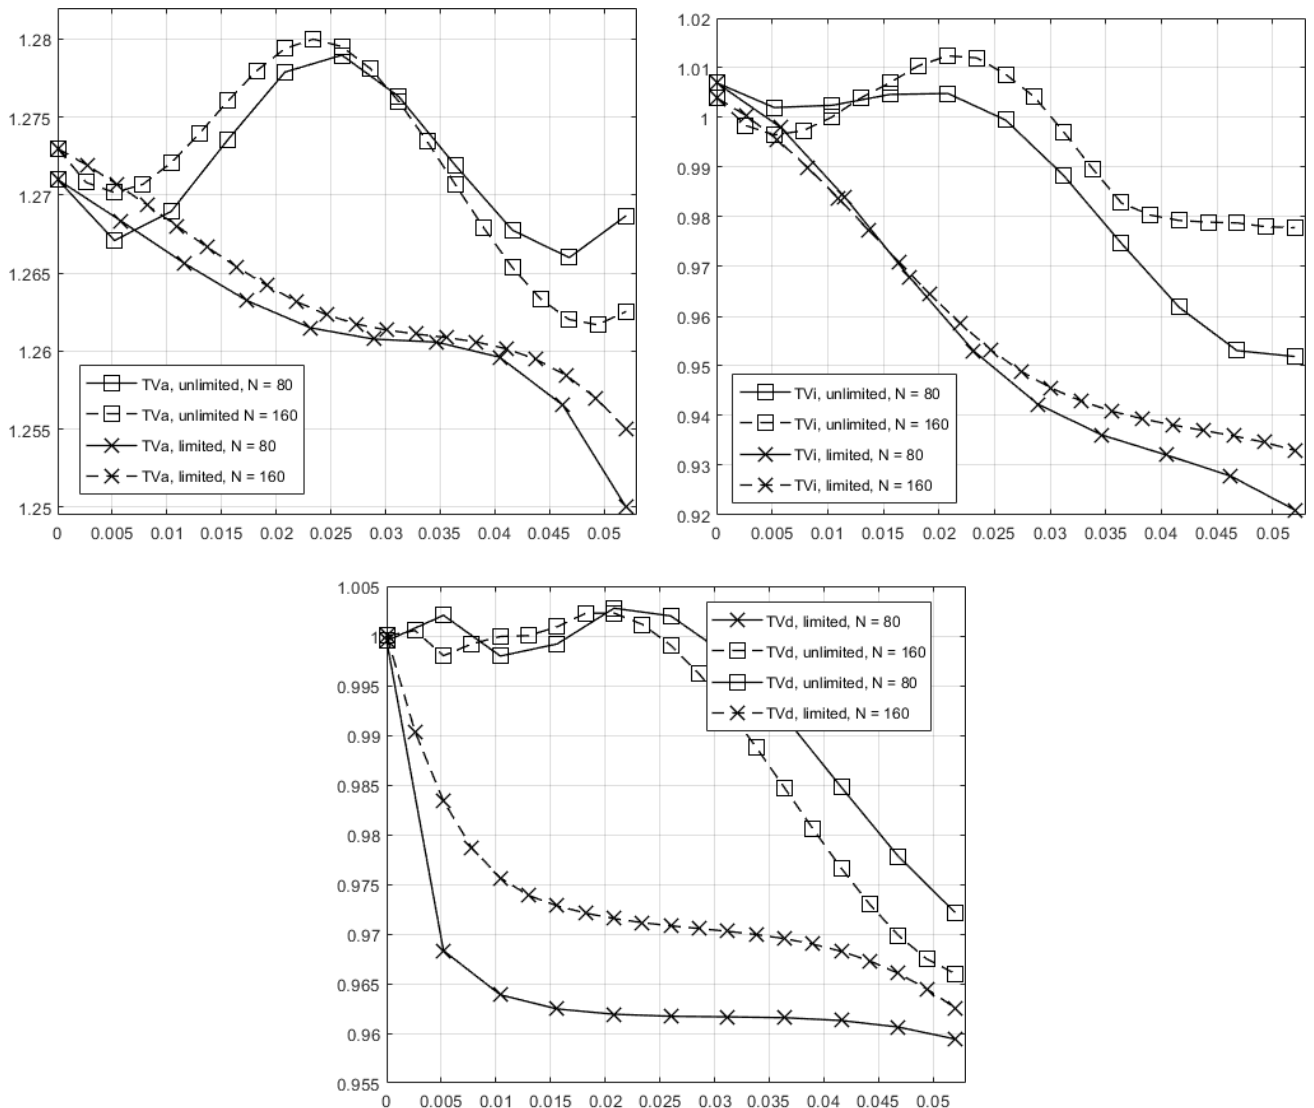 1.28
1.275
1.27
1.265
1.26
1.255
1.25
0 0.005 0.01 0.015 0.02 0.025 0.03 0.035 0.04 0.045 0.05
TVa, unlimited, N = 80
TVa, unlimited N = 160
TVa, limited, N = 80
TVa, limited, N = 160
1.02
1.01
1
0.99
0.98
0.97
0.96
0.95
0.94
0.93
0.92
0 0.005 0.01 0.015 0.02 0.025 0.03 0.035 0.04 0.045 0.05
TVi, unlimited, N = 80
TVi, unlimited, N = 160
TVi, limited, N = 80
TVi, limited, N = 160
1.005
1
0.995
0.99
0.985
0.98
0.975
0.97
0.965
0.96
0.955
0 0.005 0.01 0.015 0.02 0.025 0.03 0.035 0.04 0.045 0.05
TVd, limited, N = 80
TVd, unlimited, N = 160
TVd, unlimited, N = 80
TVd, limited, N = 160